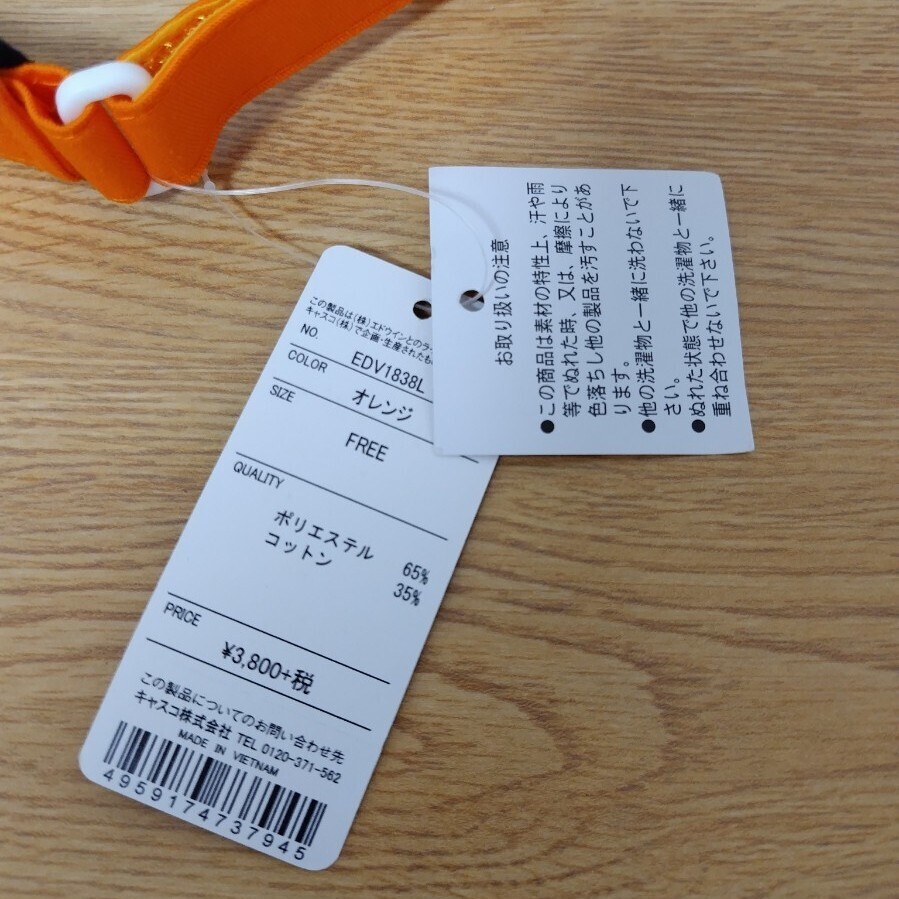 この製品は(株)エドウインとのラ
キャスコ(株)で企画・生産されたも
NO.
EDV1838L
COLOR
オレンジ
SIZE
FREE
QUALITY
ポリエステル 65%
コットン 35%
PRICE
¥3,800+税
この製品についてのお問い合わせ先
キャスコ株式会社 TEL 0120-371-562
MADE IN VIETNAM
4959174737945
お取り扱いの注意
●この商品は素材の特性上、汗や雨
等でぬれた時、又は、摩擦により
色落ちし他の製品を汚すことがあ
ります。
●他の洗濯物と一緒に洗わないで下
さい。
●ぬれた状態で他の洗濯物と一緒に
重ね合わせないで下さい。